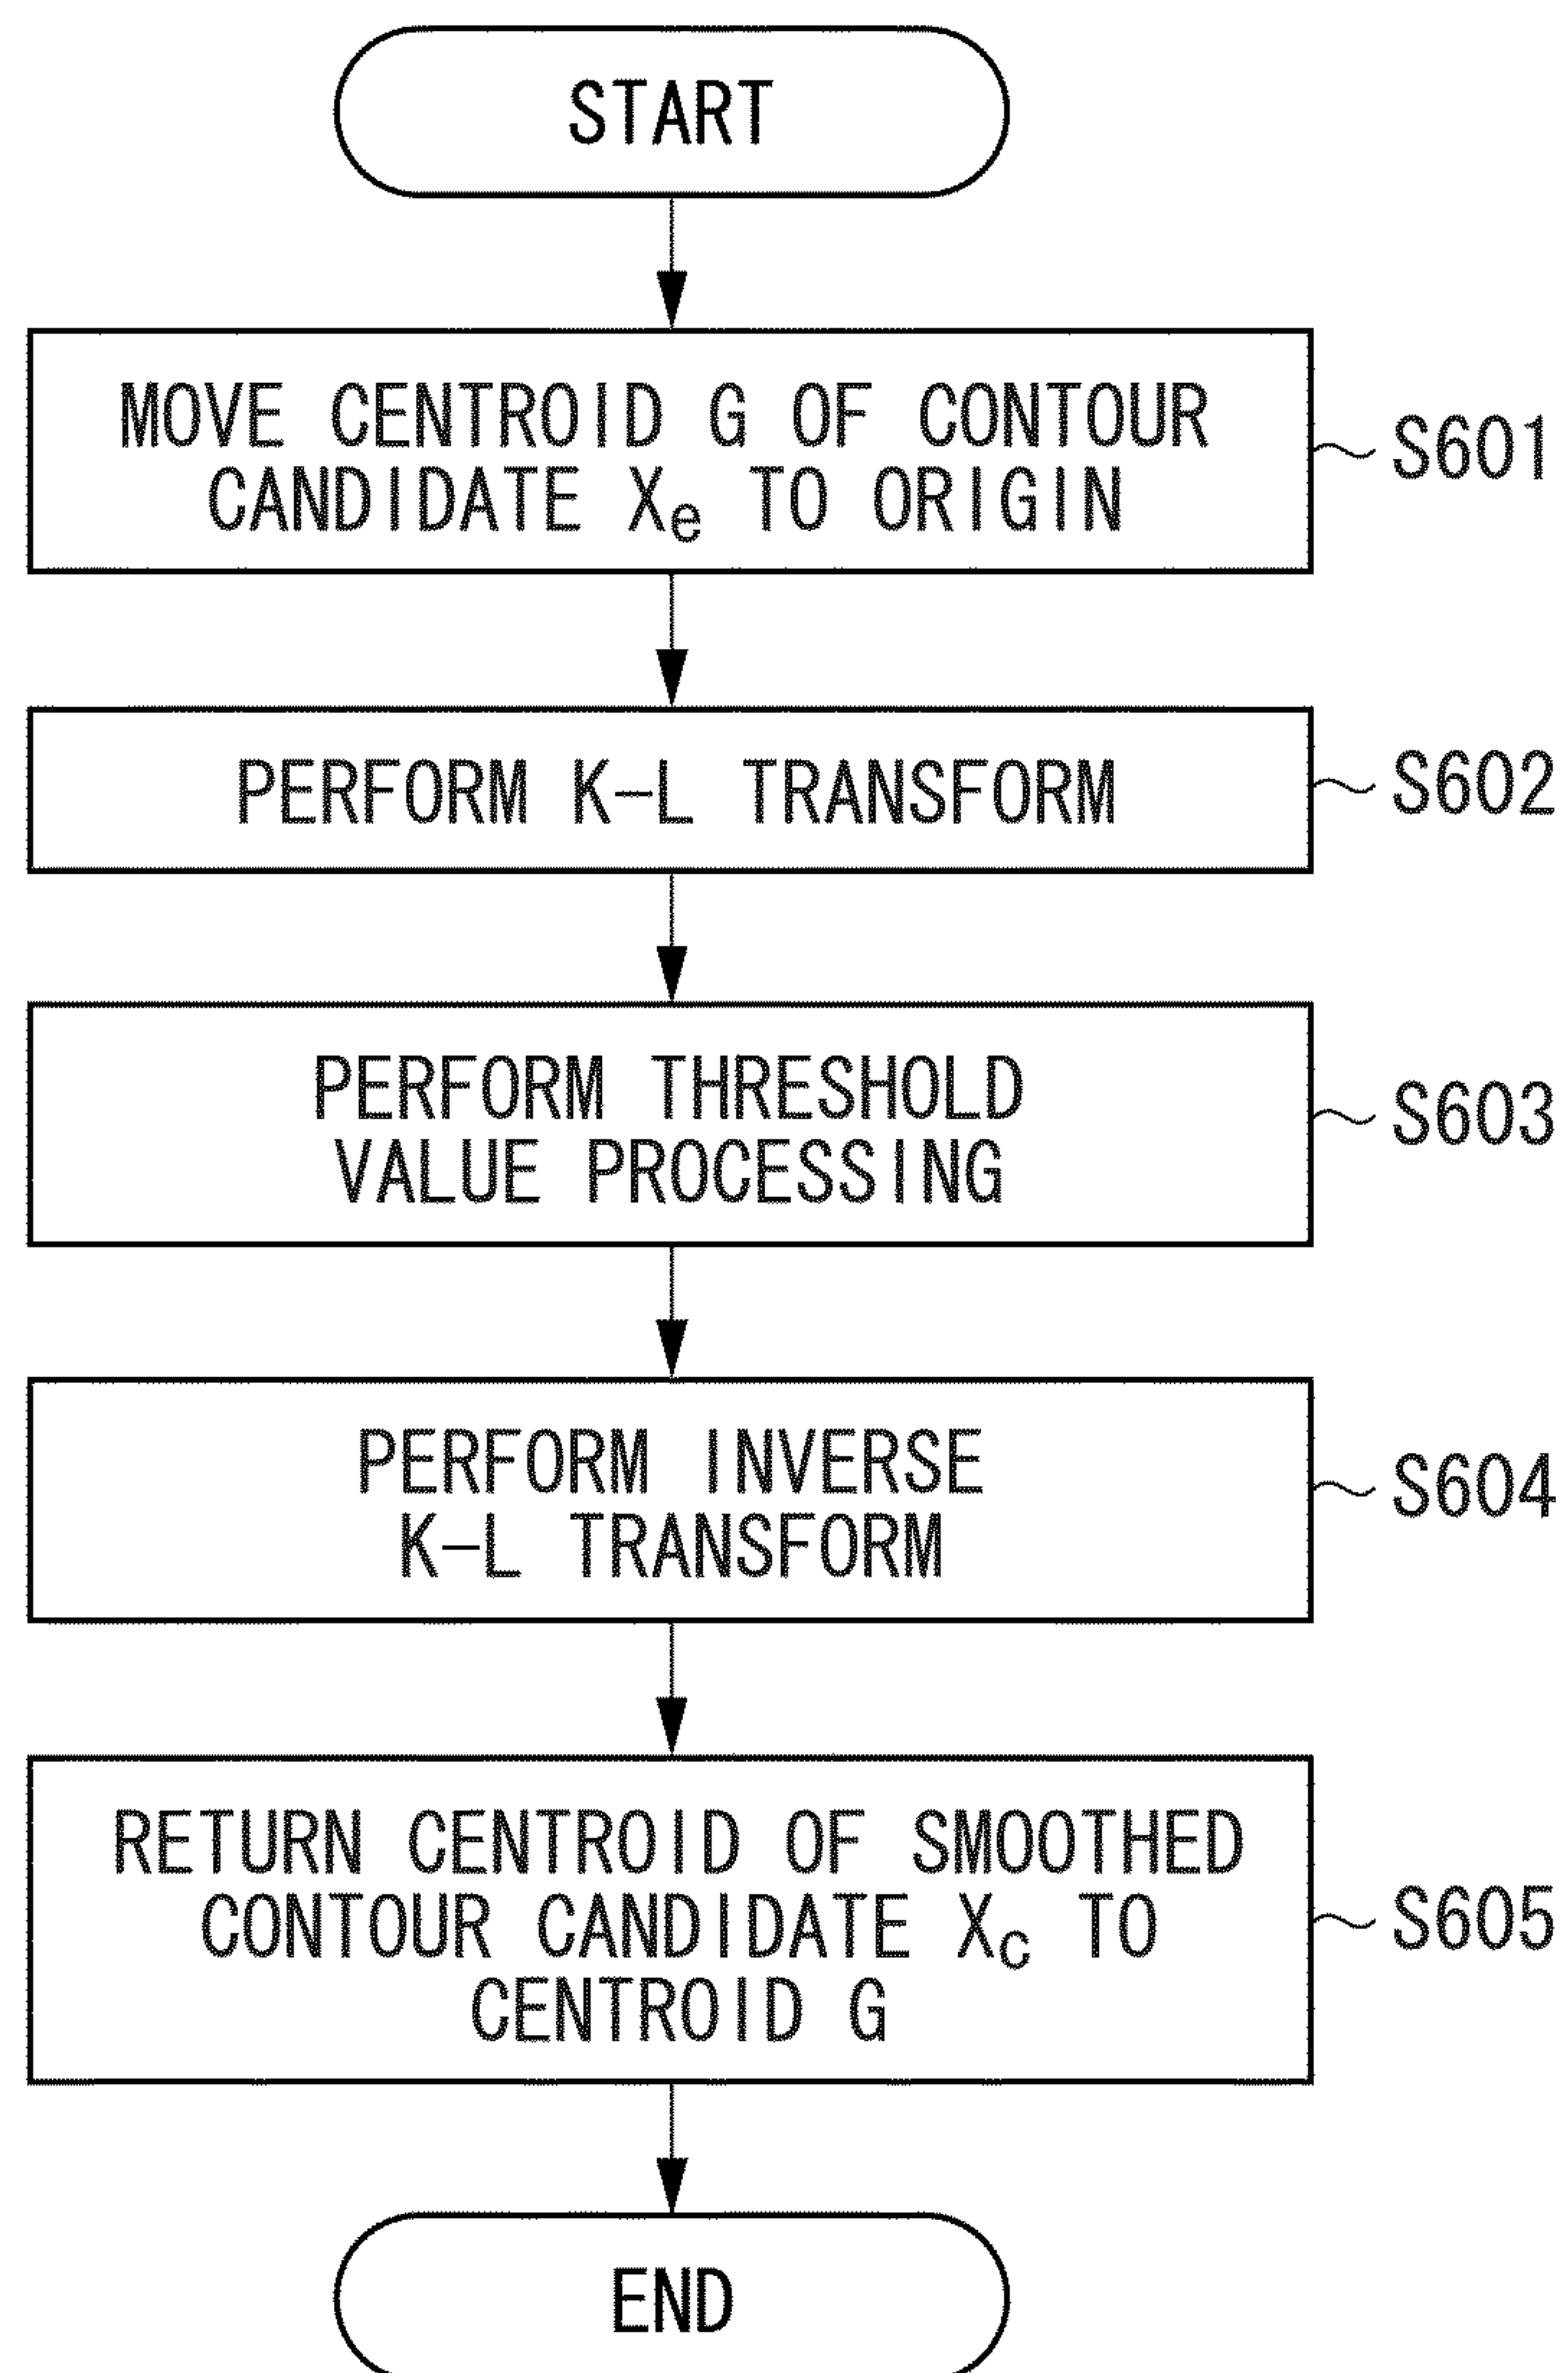 START
MOVE CENTROID G OF CONTOUR
CANDIDATE Xe TO ORIGIN
S601
PERFORM K-L TRANSFORM
S602
PERFORM THRESHOLD
VALUE PROCESSING
S603
PERFORM INVERSE
K-L TRANSFORM
S604
RETURN CENTROID OF SMOOTHED
CONTOUR CANDIDATE Xc TO
CENTROID G
S605
END